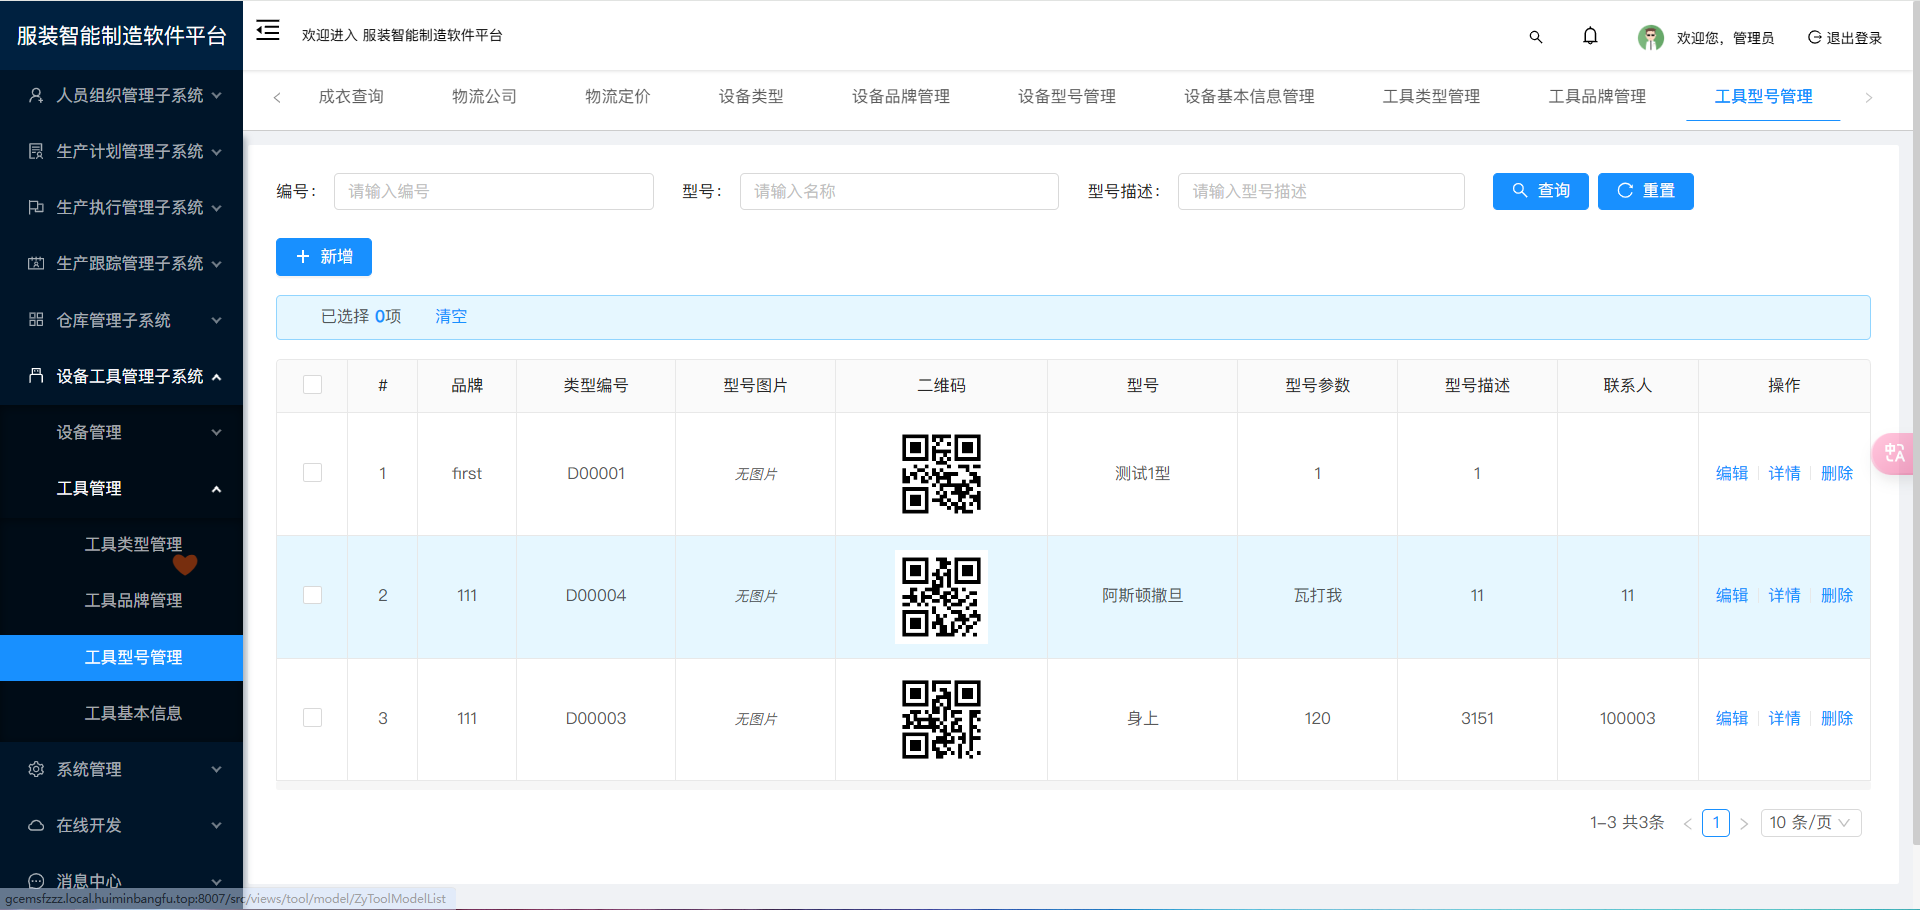 服装智能制造软件平台
欢迎进入 服装智能制造软件平台
欢迎您，管理员
退出登录
人员组织管理子系统
生产计划管理子系统
生产执行管理子系统
生产跟踪管理子系统
仓库管理子系统
设备工具管理子系统
设备管理
工具管理
工具类型管理
工具品牌管理
工具型号管理
工具基本信息
系统管理
在线开发
消息中心
成衣查询 物流公司 物流定价 设备类型 设备品牌管理 设备型号管理 设备基本信息管理 工具类型管理 工具品牌管理 工具型号管理
编号： 请输入编号 型号： 请输入名称 型号描述： 请输入型号描述 查询 重置
新增
已选择 0项 清空
# 品牌 类型编号 型号图片 二维码 型号 型号参数 型号描述 联系人 操作
1 first D00001 无图片 测试1型 1 1 编辑 详情 删除
2 111 D00004 无图片 阿斯顿撒旦 瓦打我 11 11 编辑 详情 删除
3 111 D00003 无图片 身上 120 3151 100003 编辑 详情 删除
1-3 共3条 1 10 条/页
中A
gcemsfzzz.local.huiminbangfu.top:8007/src/views/tool/model/ZyToolModelList